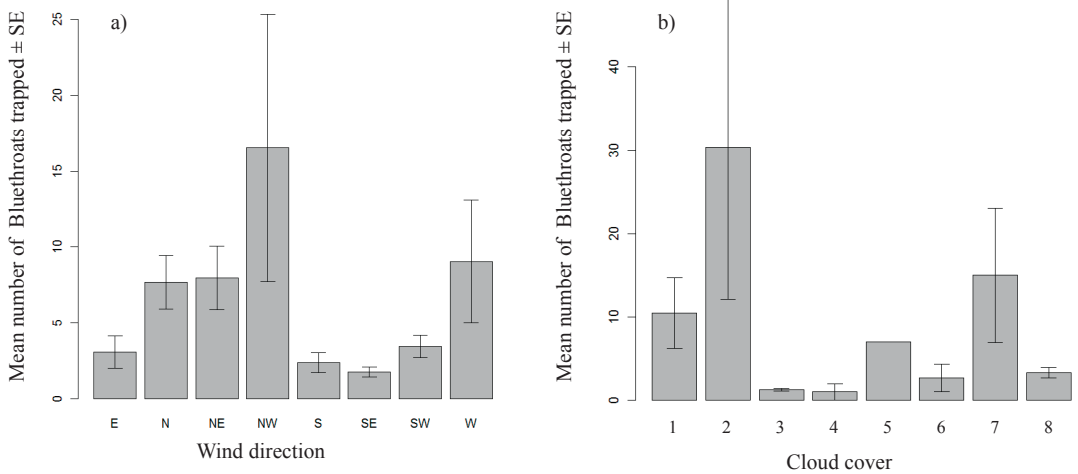 a)
Mean number of Bluethroats trapped ± SE
25
20
15
10
5
0
E N NE NW S SE SW W
Wind direction
b)
Mean number of Bluethroats trapped ± SE
40
30
20
10
0
1 2 3 4 5 6 7 8
Cloud cover